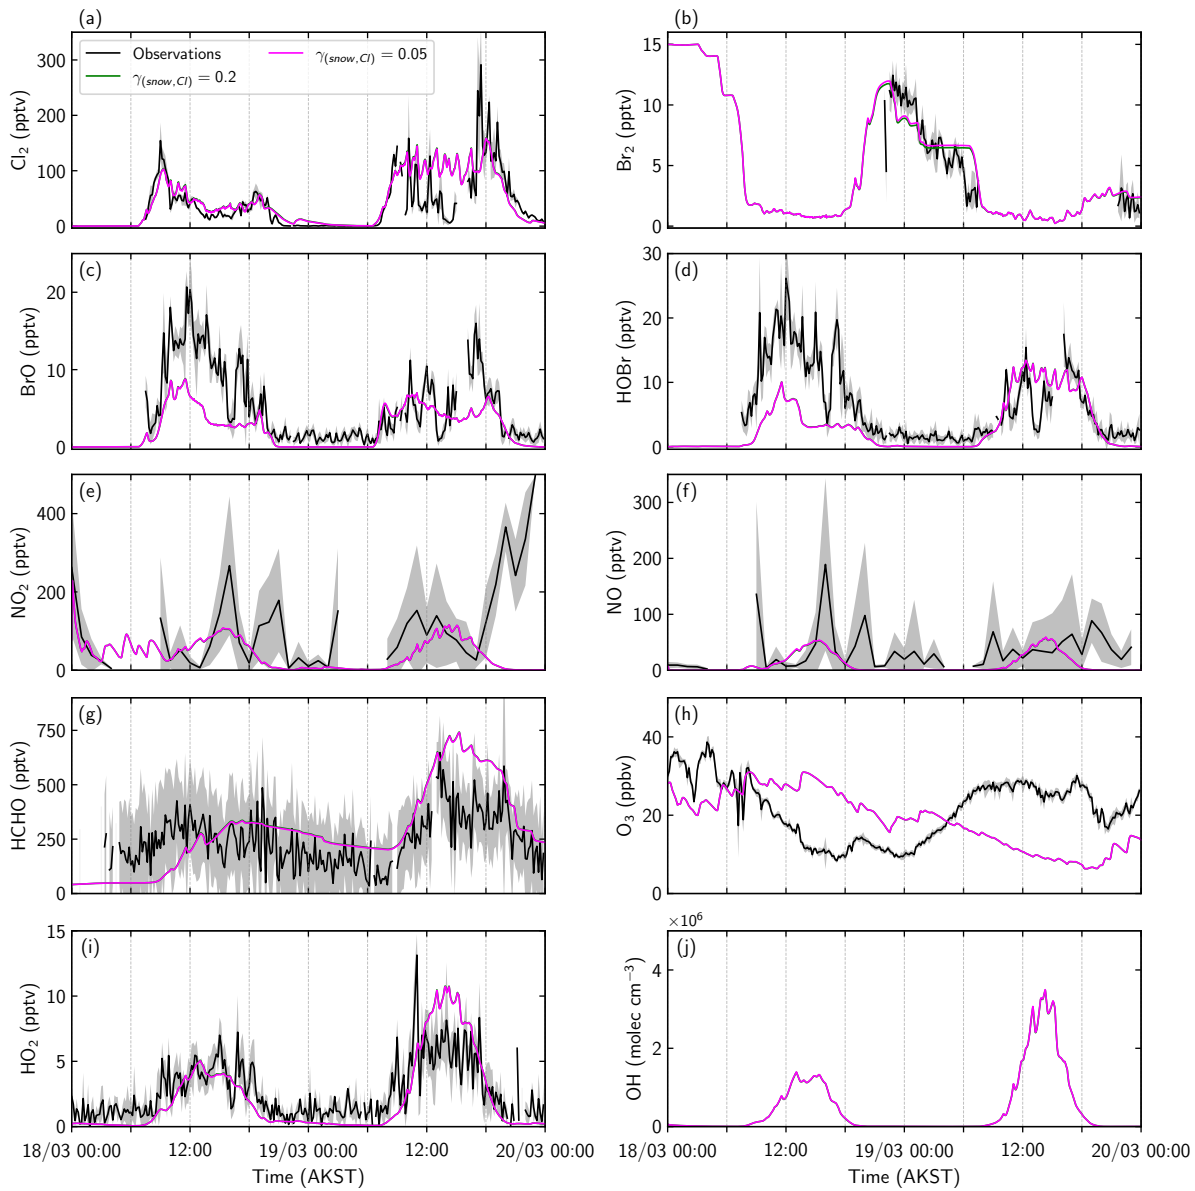 (a)
(b)
Observations
γ(snow,Cl) = 0.2
γ(snow,Cl) = 0.05
Cl₂ (pptv)
300
200
100
0
Br₂ (pptv)
15
10
5
0
(c)
(d)
BrO (pptv)
20
10
0
HOBr (pptv)
30
20
10
0
(e)
(f)
NO₂ (pptv)
400
200
0
NO (pptv)
300
200
100
0
(g)
(h)
HCHO (pptv)
750
500
250
0
O₃ (ppbv)
40
20
0
(i)
(j)
HO₂ (pptv)
15
10
5
0
×10⁶
OH (molec cm⁻³)
4
2
0
18/03 00:00 12:00 19/03 00:00 12:00 20/03 00:00
Time (AKST)
18/03 00:00 12:00 19/03 00:00 12:00 20/03 00:00
Time (AKST)